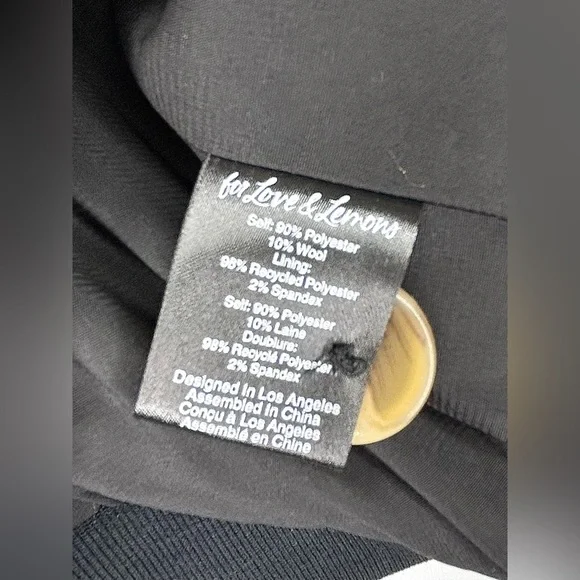 for Love & Lemons
Self: 90% Polyester
10% Wool
Lining:
98% Recycled Polyester
2% Spandex
Self: 90% Polyester
10% Laine
Doublure:
98% Recyclé Polyester
2% Spandex
Designed In Los Angeles
Assembled in China
Conçu à Los Angeles
Assemblé en Chine